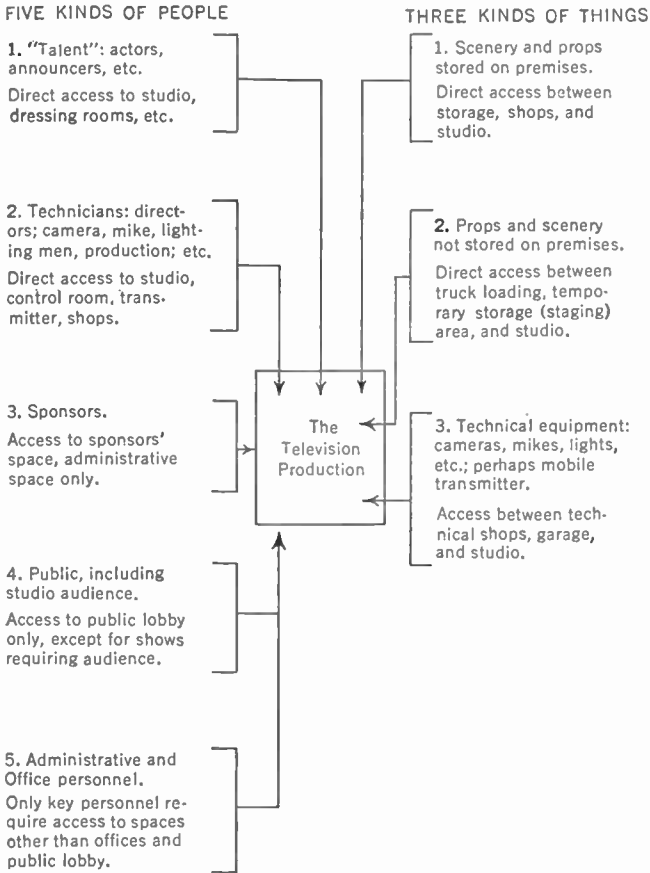 FIVE KINDS OF PEOPLE
1. "Talent": actors,
announcers, etc.
Direct access to studio,
dressing rooms, etc.
2. Technicians: direct-
ors; camera, mike, light-
ing men, production; etc.
Direct access to studio,
control room, trans-
mitter, shops.
3. Sponsors.
Access to sponsors'
space, administrative
space only.
4. Public, including
studio audience.
Access to public lobby
only, except for shows
requiring audience.
5. Administrative and
Office personnel.
Only key personnel re-
quire access to spaces
other than offices and
public lobby.
The
Television
Production
THREE KINDS OF THINGS
1. Scenery and props
stored on premises.
Direct access between
storage, shops, and
studio.
2. Props and scenery
not stored on premises.
Direct access between
truck loading, tempo-
rary storage (staging)
area, and studio.
3. Technical equipment:
cameras, mikes, lights,
etc.; perhaps mobile
transmitter.
Access between tech-
nical shops, garage,
and studio.